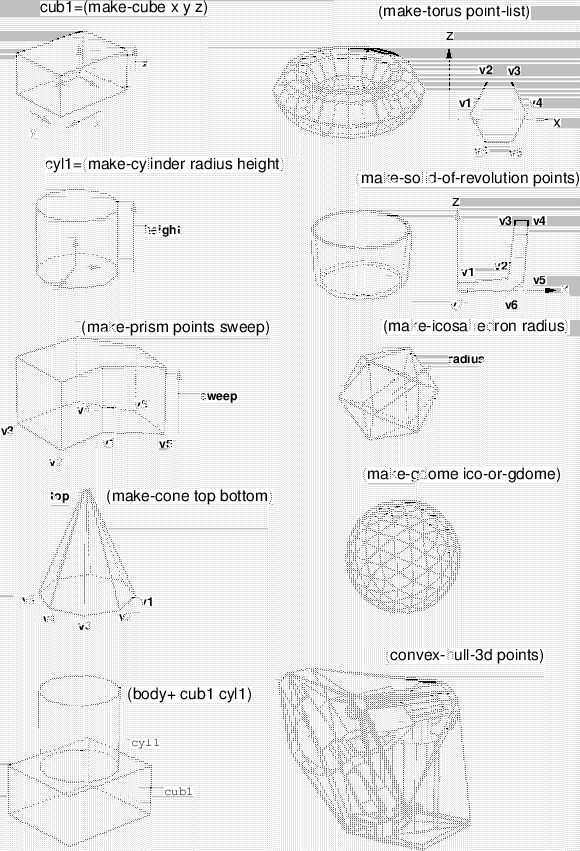 cub1=(make-cube x y z)
z
y
x
(make-torus point-list)
Z
v2 v3
v1 v4
X
v5
cyl1=(make-cylinder radius height)
height
(make-solid-of-revolution points)
Z
v3 v4
v1 v2
v5
X
v6
(make-prism points sweep)
sweep
v4 v5
v3
v1 v5
v2
(make-icosahedron radius)
radius
(make-cone top bottom)
top
v1
v5
v4 v2
v3
(make-gdome ico-or-gdome)
(body+ cub1 cyl1)
cyl1
cub1
(convex-hull-3d points)